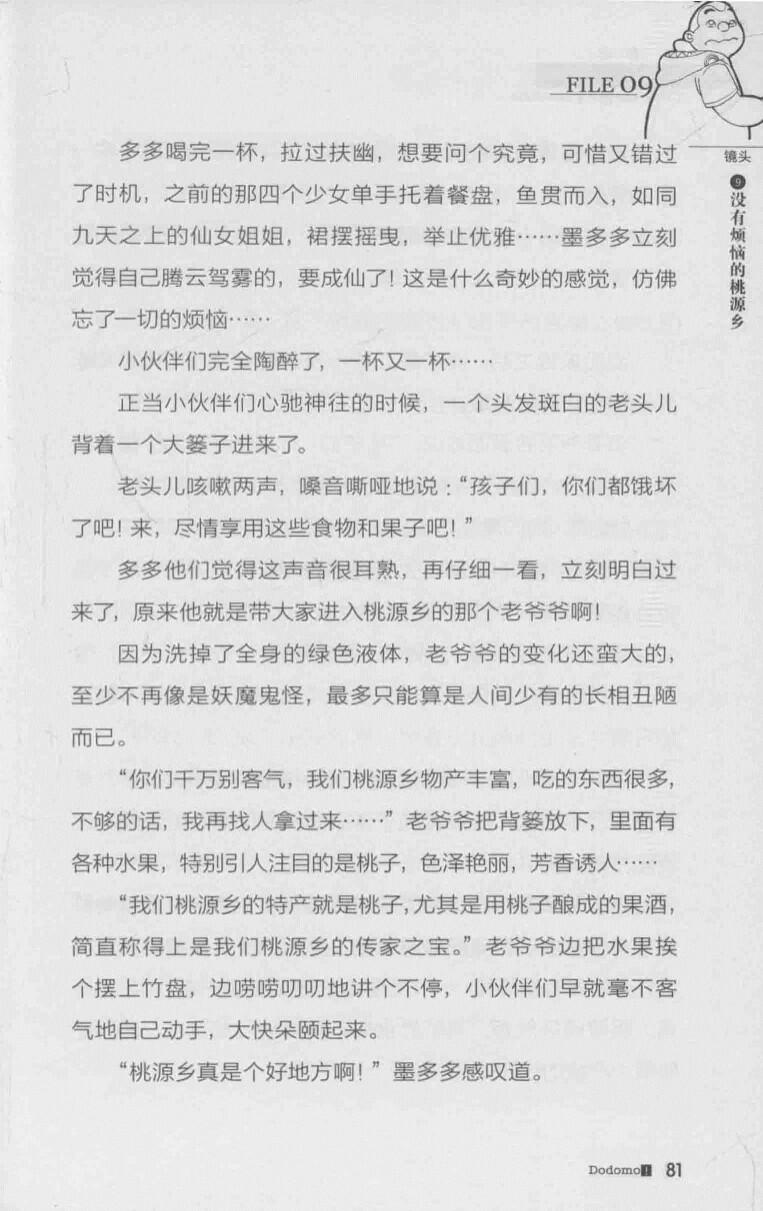 FILE 09
镜头
9
没有烦恼的桃源乡
多多喝完一杯，拉过扶幽，想要问个究竟，可惜又错过
了时机，之前的那四个少女单手托着餐盘，鱼贯而入，如同
九天之上的仙女姐姐，裙摆摇曳，举止优雅……墨多多立刻
觉得自己腾云驾雾的，要成仙了！这是什么奇妙的感觉，仿佛
忘了一切的烦恼……
小伙伴们完全陶醉了，一杯又一杯……
正当小伙伴们心驰神往的时候，一个头发斑白的老头儿
背着一个大篓子进来了。
老头儿咳嗽两声，嗓音嘶哑地说：“孩子们，你们都饿坏
了吧！来，尽情享用这些食物和果子吧！”
多多他们觉得这声音很耳熟，再仔细一看，立刻明白过
来了，原来他就是带大家进入桃源乡的那个老爷爷啊！
因为洗掉了全身的绿色液体，老爷爷的变化还蛮大的，
至少不再像是妖魔鬼怪，最多只能算是人间少有的长相丑陋
而已。
“你们千万别客气，我们桃源乡物产丰富，吃的东西很多，
不够的话，我再找人拿过来……”老爷爷把背篓放下，里面有
各种水果，特别引人注目的是桃子，色泽艳丽，芳香诱人……
“我们桃源乡的特产就是桃子，尤其是用桃子酿成的果酒，
简直称得上是我们桃源乡的传家之宝。”老爷爷边把水果挨
个摆上竹盘，边唠唠叨叨地讲个不停，小伙伴们早就毫不客
气地自己动手，大快朵颐起来。
“桃源乡真是个好地方啊！”墨多多感叹道。
Dodomo! 81